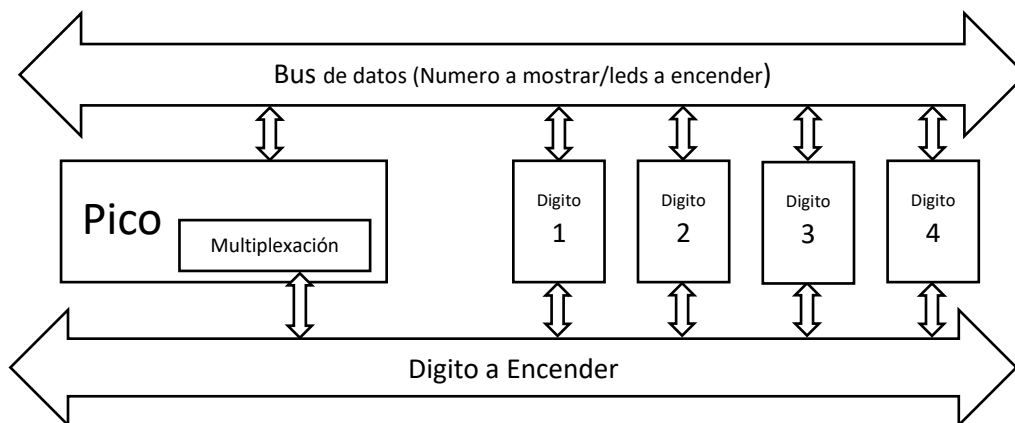 Bus de datos (Numero a mostrar/leds a encender)
Pico
Multiplexación
Digito
1
Digito
2
Digito
3
Digito
4
Digito a Encender